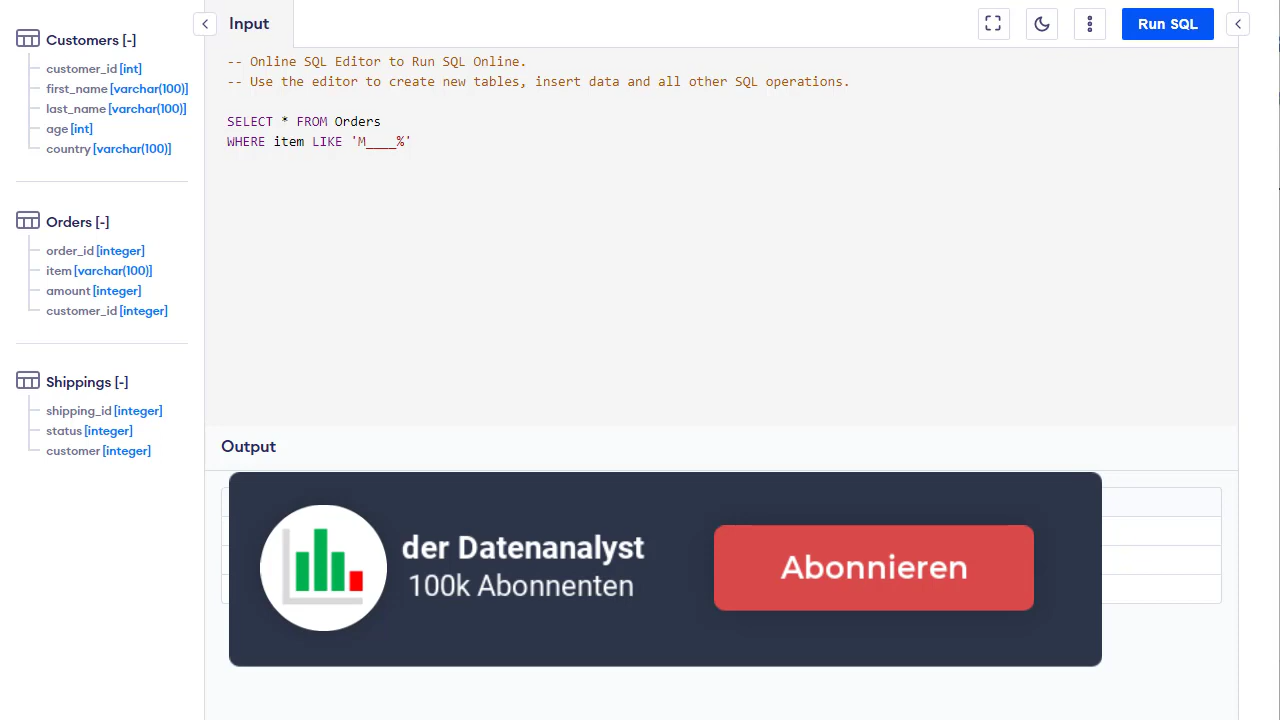 Customers [-]
customer_id [int]
first_name [varchar(100)]
last_name [varchar(100)]
age [int]
country [varchar(100)]
Orders [-]
order_id [integer]
item [varchar(100)]
amount [integer]
customer_id [integer]
Shippings [-]
shipping_id [integer]
status [integer]
customer [integer]
Input
Run SQL
-- Online SQL Editor to Run SQL Online.
-- Use the editor to create new tables, insert data and all other SQL operations.
SELECT * FROM Orders
WHERE item LIKE 'M____%'
Output
der Datenanalyst
100k Abonnenten
Abonnieren